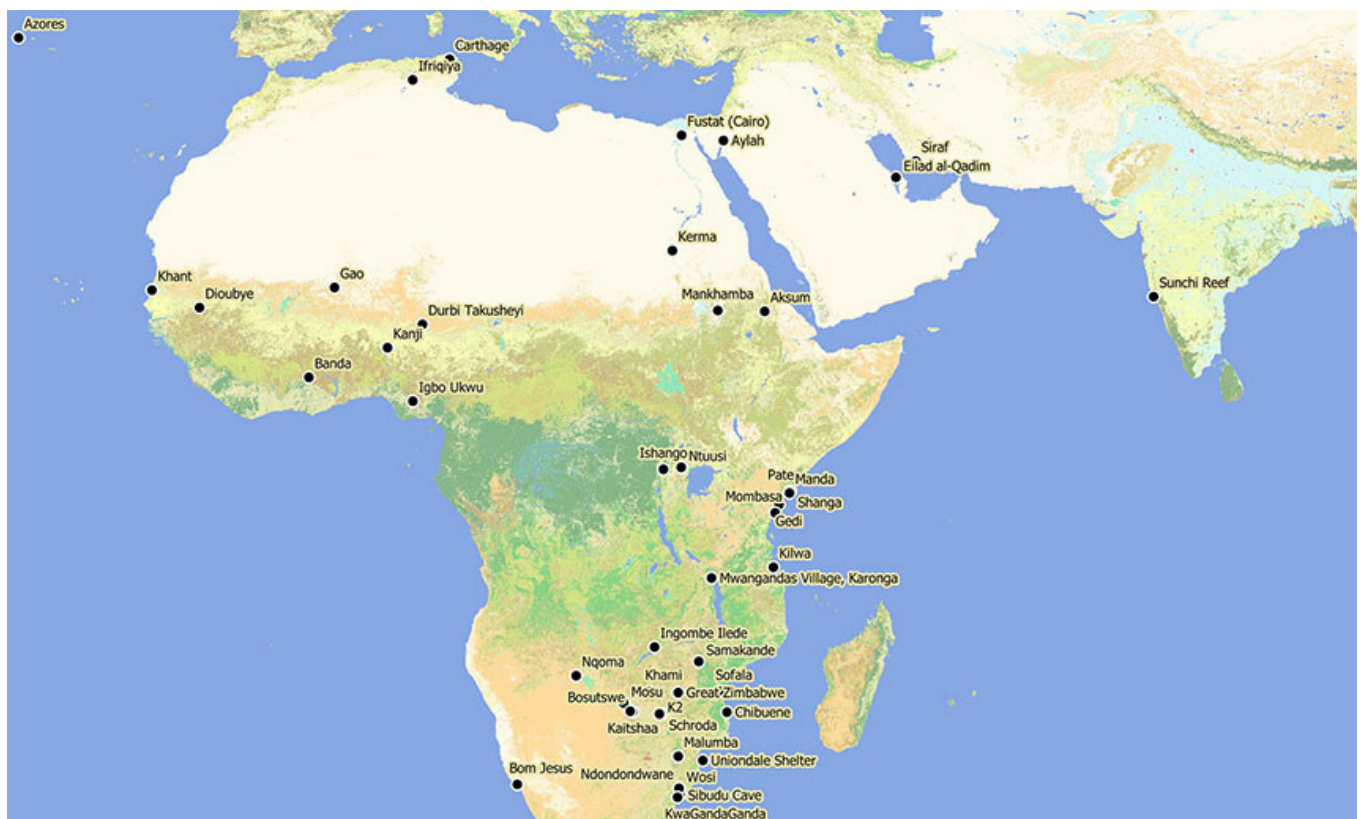 Azores
Carthage
Ifriqiya
Fustat (Cairo)
Aylah
Siraf
Eilad al-Qadim
Kerma
Khant
Gao
Dioubye
Mankhamba
Aksum
Sunchi Reef
Durbi Takusheyi
Kanji
Banda
Igbo Ukwu
Ishango
Ntuusi
Pate
Manda
Mombasa
Shanga
Gedi
Kilwa
Mwangandas Village, Karonga
Ingombe Ilede
Samakande
Nqoma
Khami
Sofala
Bosutswe
Mosu
Great Zimbabwe
K2
Chibuene
Kaitshaa
Schroda
Malumba
Uniondale Shelter
Bom Jesus
Ndondondwane
Wosi
Sibudu Cave
KwaGandaGanda